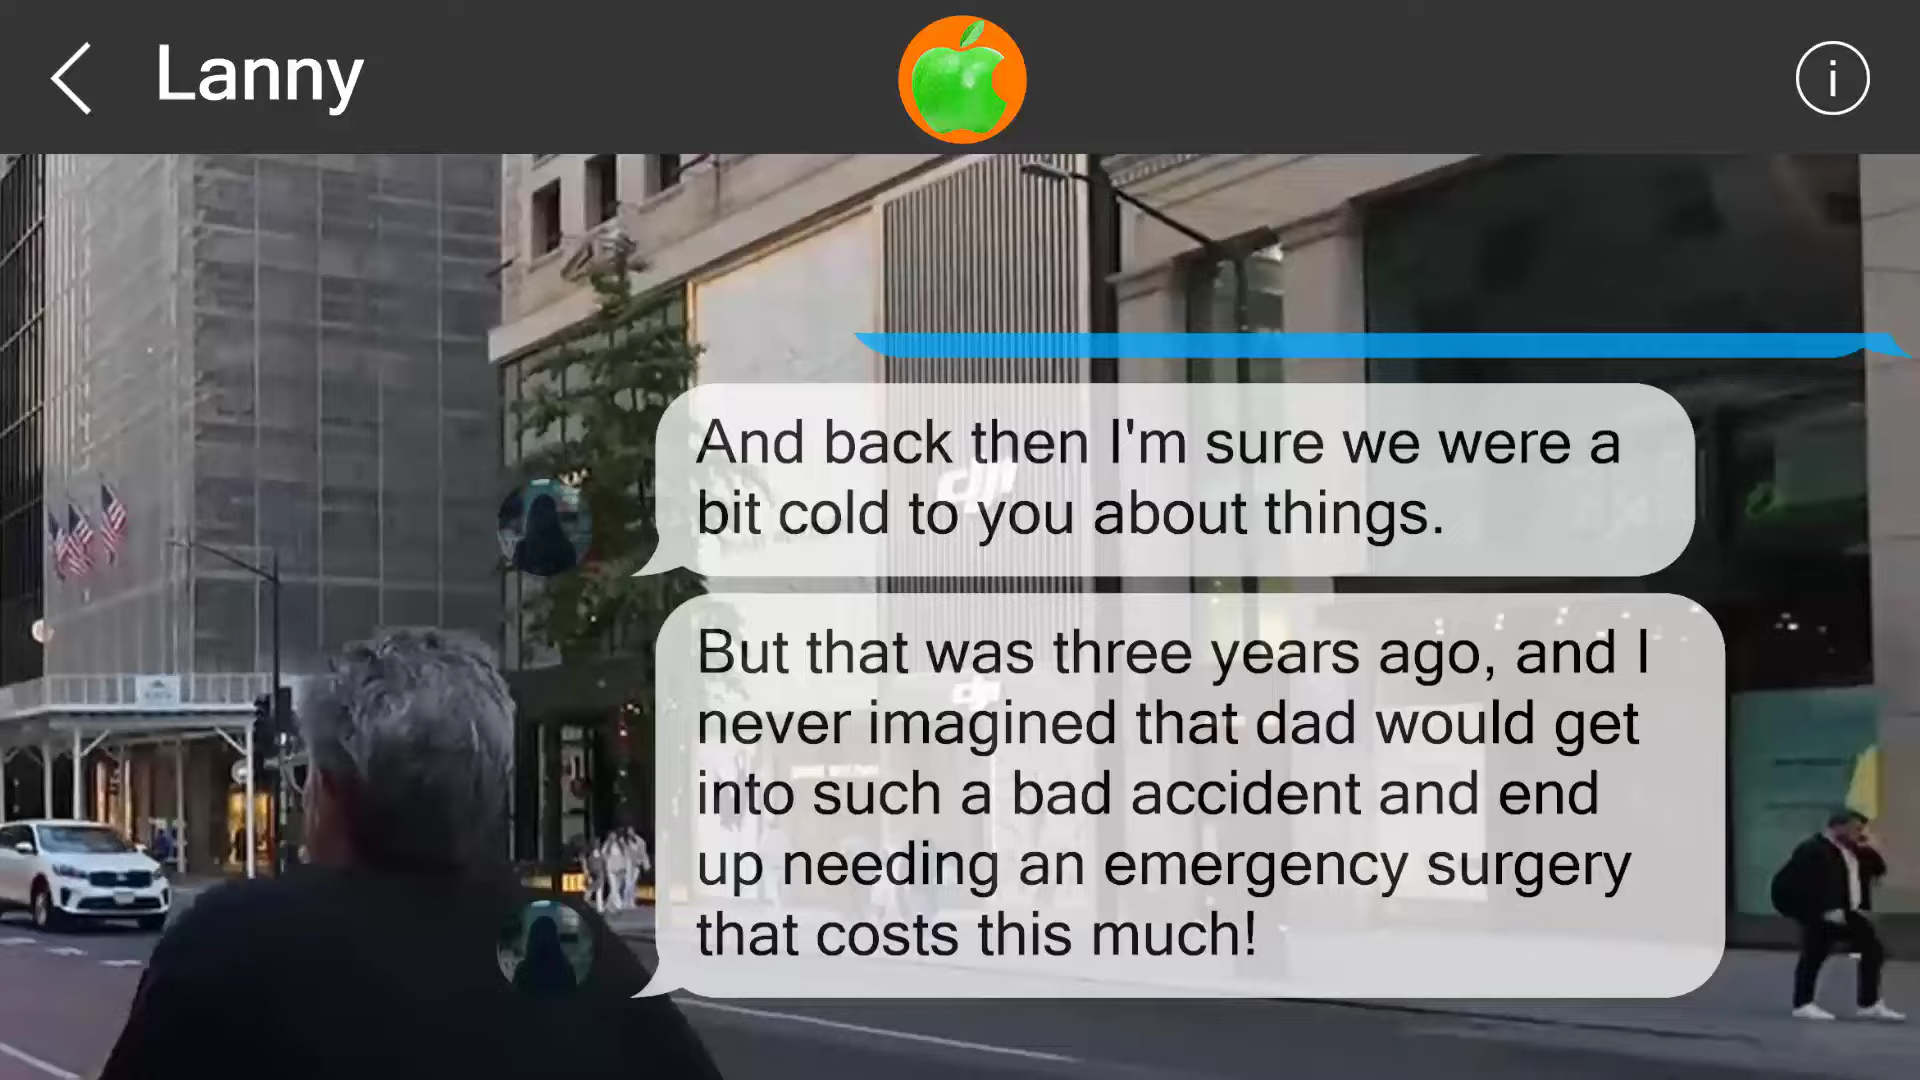 Lanny
i
And back then I'm sure we were a
bit cold to you about things.
But that was three years ago, and I
never imagined that dad would get
into such a bad accident and end
up needing an emergency surgery
that costs this much!
dji
dji